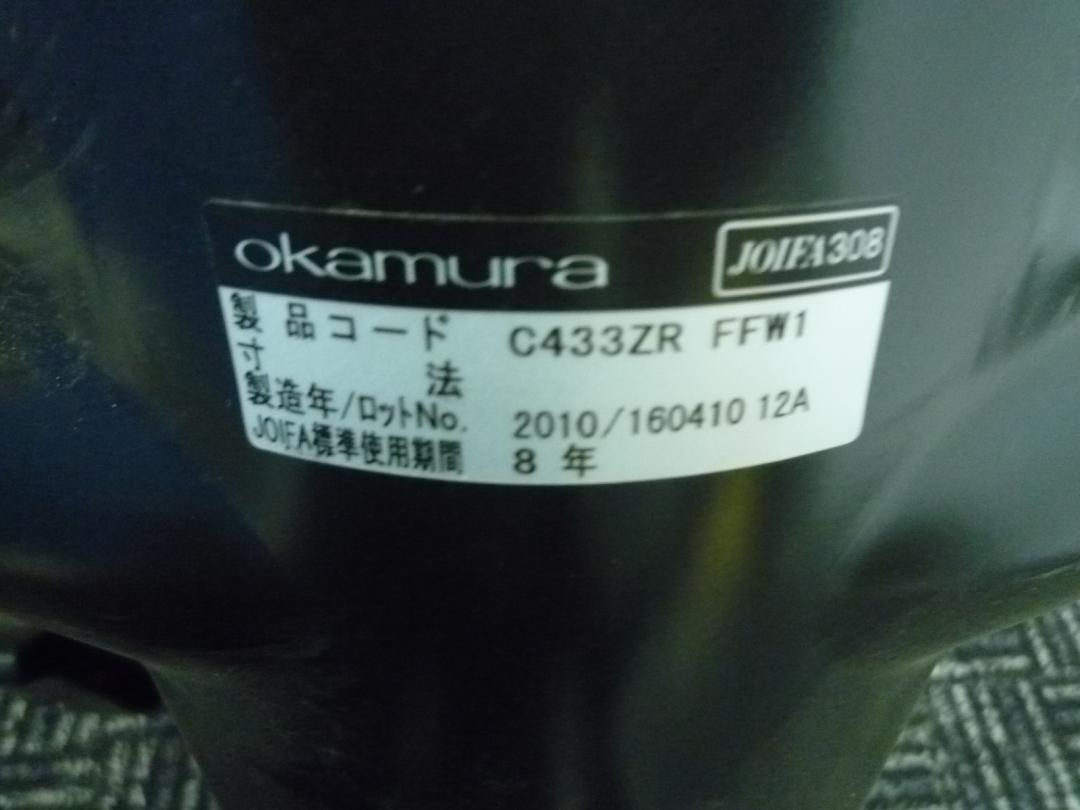 okamura JOIFA308
製品コード C433ZR FFW1
寸法
製造年/ロットNo. 2010/160410 12A
JOIFA標準使用期間 8年